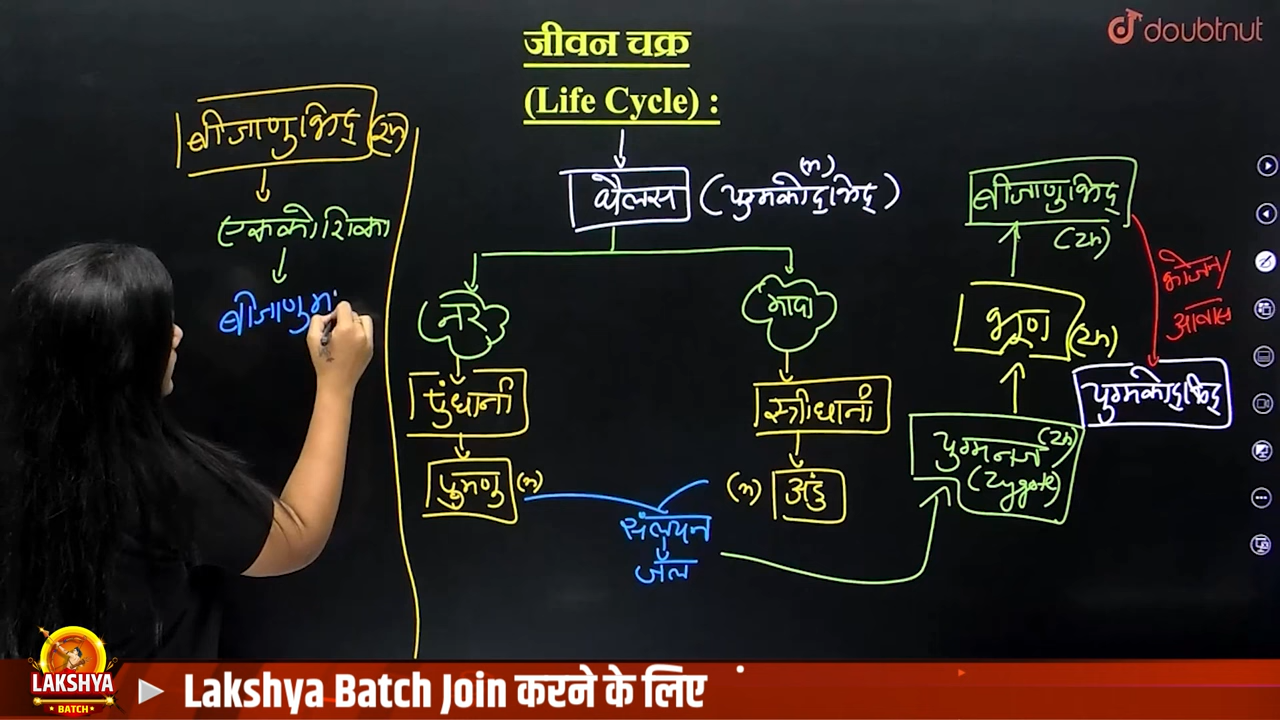 doubtnut
जीवन चक्र
(Life Cycle) :
बीजाणुभिद् (2n)
एककोशिका
बीजाणु म
थैलस (युग्मकोद्भिद्) (n)
नर
मादा
पुंधानी
स्त्रीधानी
पुमणु (n)
(n) अंड
संलयन
जल
बीजाणुभिद्
(2n)
भ्रूण (2n)
युग्मनज (2n)
(Zygote)
भोजन/
आवास
युग्मकोद्भिद्
LAKSHYA
BATCH
Lakshya Batch Join करने के लिए